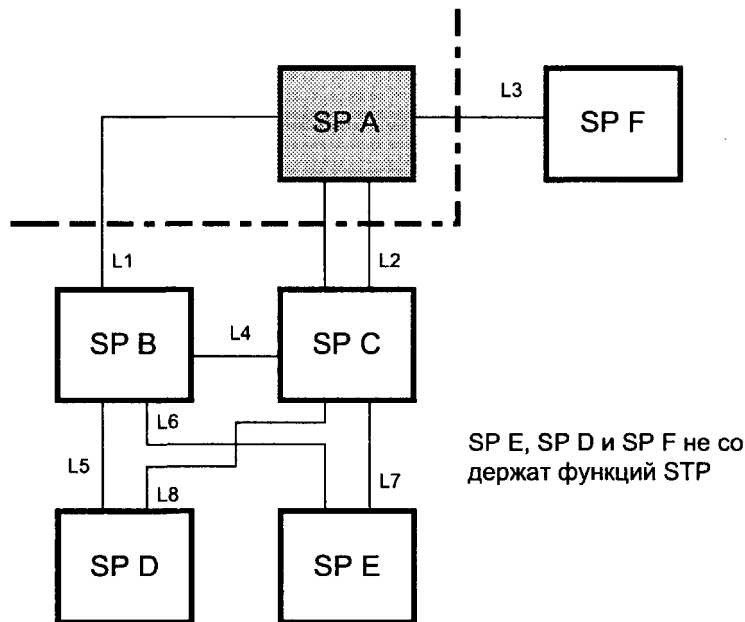 SP A
L3
SP F
L1
L2
SP B
L4
SP C
L6
L5
L8
L7
SP E, SP D и SP F не со
держат функций STP
SP D
SP E